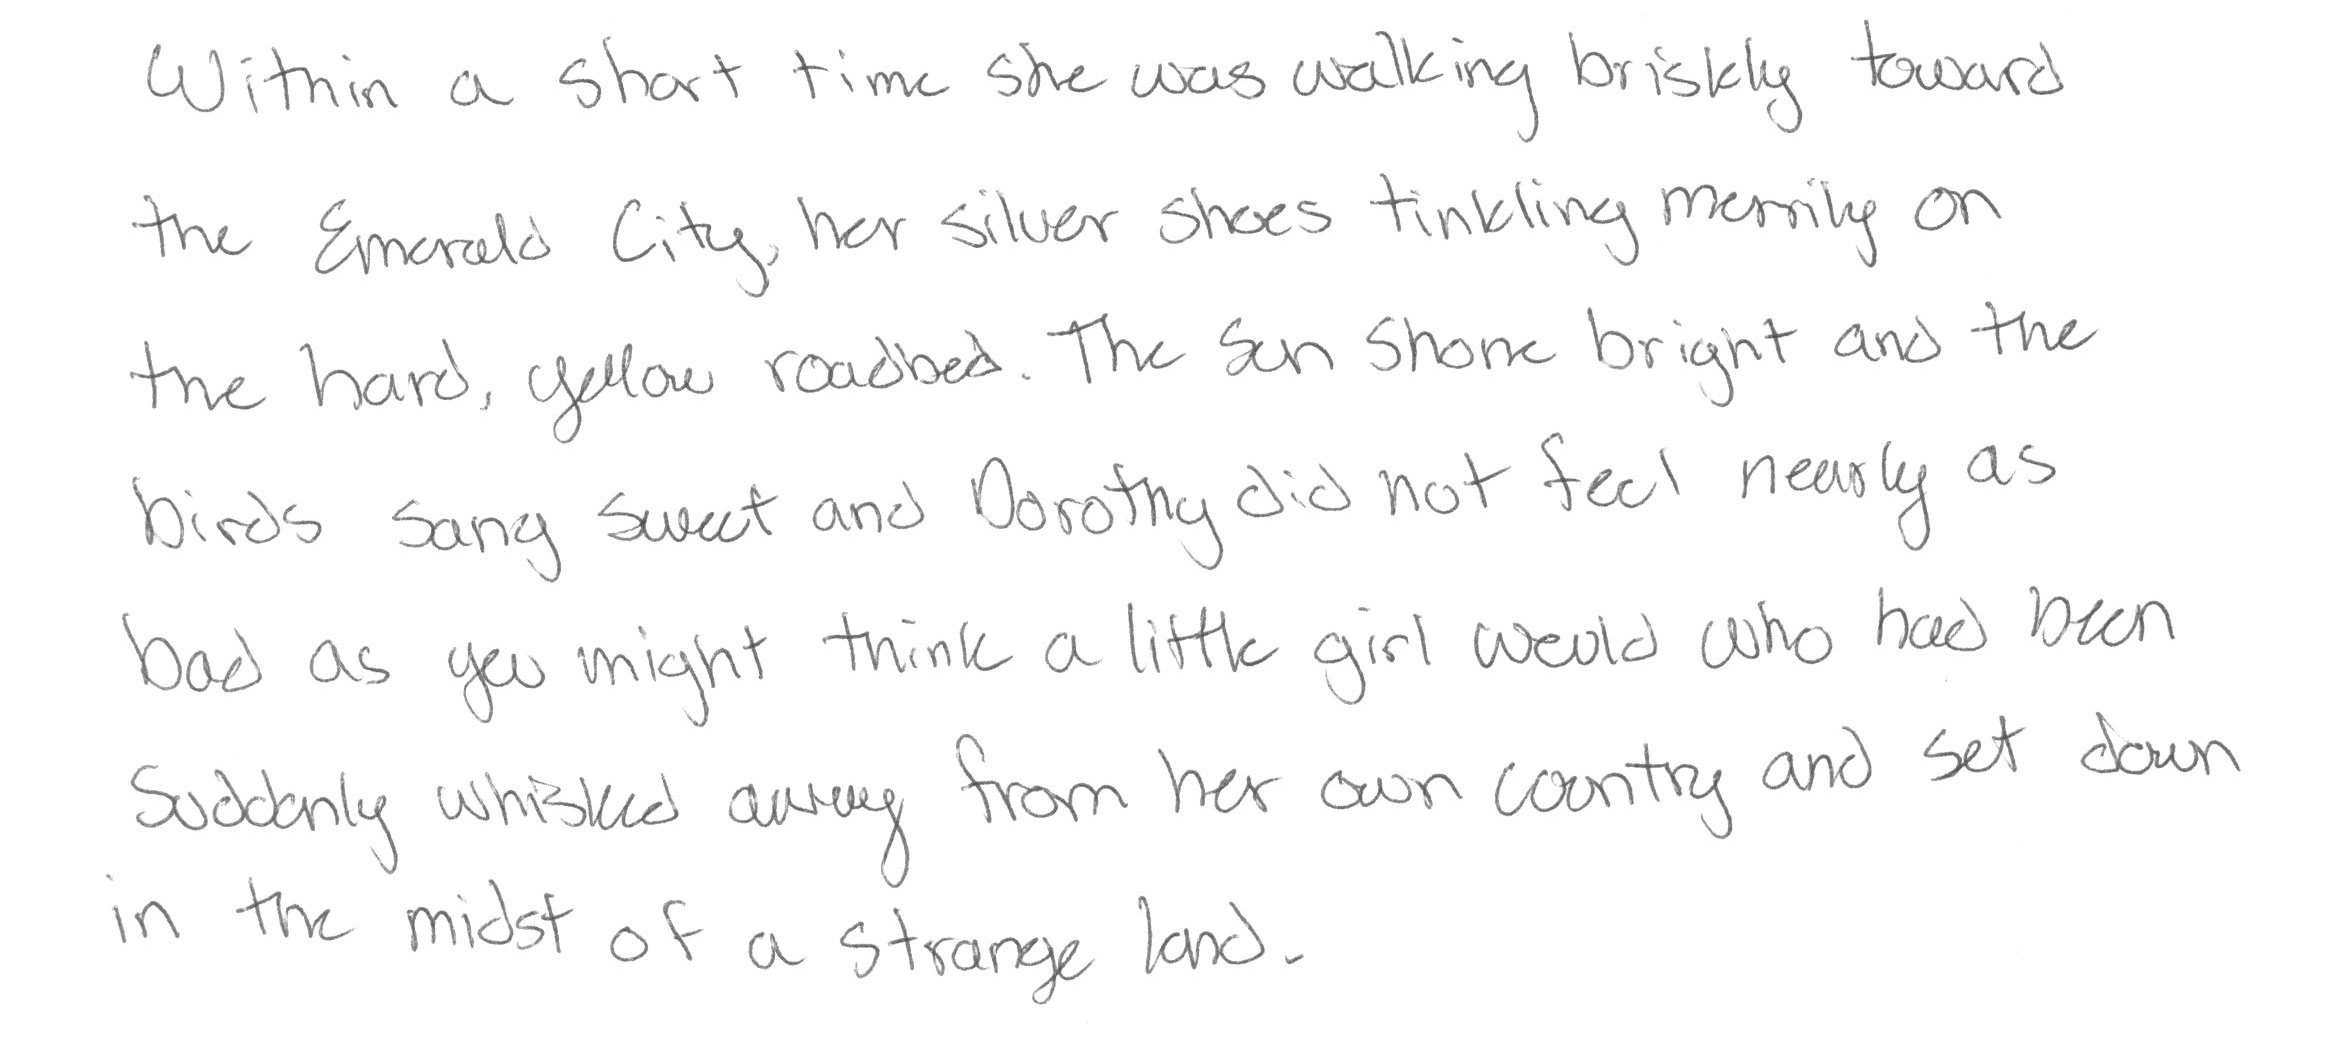 Within a short time she was walking briskly toward
the Emerald City, her silver shoes tinkling merrily on
the hard, yellow roadbed. The sun shone bright and the
birds sang sweet and Dorothy did not feel nearly as
bad as you might think a little girl would who had been
suddenly whisked away from her own country and set down
in the midst of a strange land.